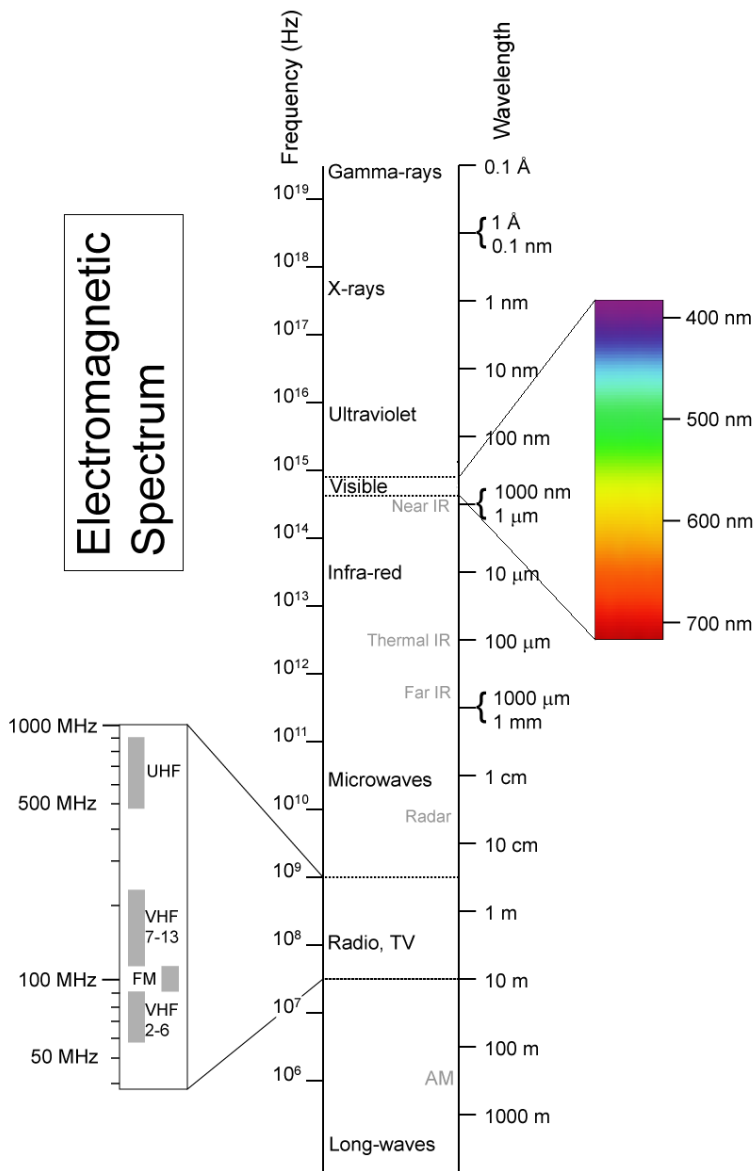 Electromagnetic
Spectrum
Frequency (Hz)
Wavelength
Gamma-rays
X-rays
Ultraviolet
Visible
Near IR
Infra-red
Thermal IR
Far IR
Microwaves
Radar
Radio, TV
AM
Long-waves
10¹⁹
10¹⁸
10¹⁷
10¹⁶
10¹⁵
10¹⁴
10¹³
10¹²
10¹¹
10¹⁰
10⁹
10⁸
10⁷
10⁶
0.1 Å
1 Å
0.1 nm
1 nm
10 nm
100 nm
1000 nm
1 μm
10 μm
100 μm
1000 μm
1 mm
1 cm
10 cm
1 m
10 m
100 m
1000 m
400 nm
500 nm
600 nm
700 nm
1000 MHz
500 MHz
100 MHz
50 MHz
UHF
VHF
7-13
FM
VHF
2-6